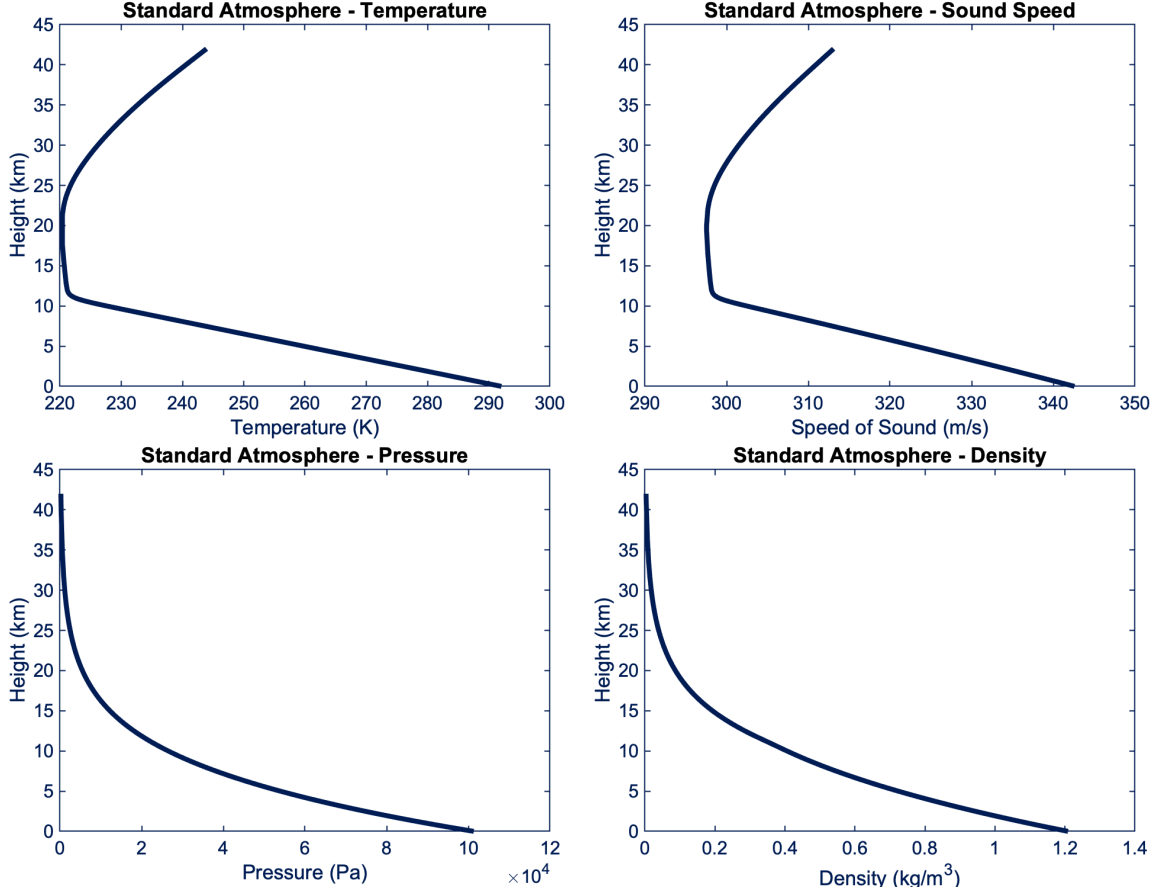 Standard Atmosphere - Temperature
45
40
35
30
25
20
15
10
5
0
Height (km)
220 230 240 250 260 270 280 290 300
Temperature (K)
Standard Atmosphere - Sound Speed
45
40
35
30
25
20
15
10
5
0
Height (km)
290 300 310 320 330 340 350
Speed of Sound (m/s)
Standard Atmosphere - Pressure
45
40
35
30
25
20
15
10
5
0
Height (km)
0 2 4 6 8 10 12
Pressure (Pa)
×10⁴
Standard Atmosphere - Density
45
40
35
30
25
20
15
10
5
0
Height (km)
0 0.2 0.4 0.6 0.8 1 1.2 1.4
Density (kg/m³)